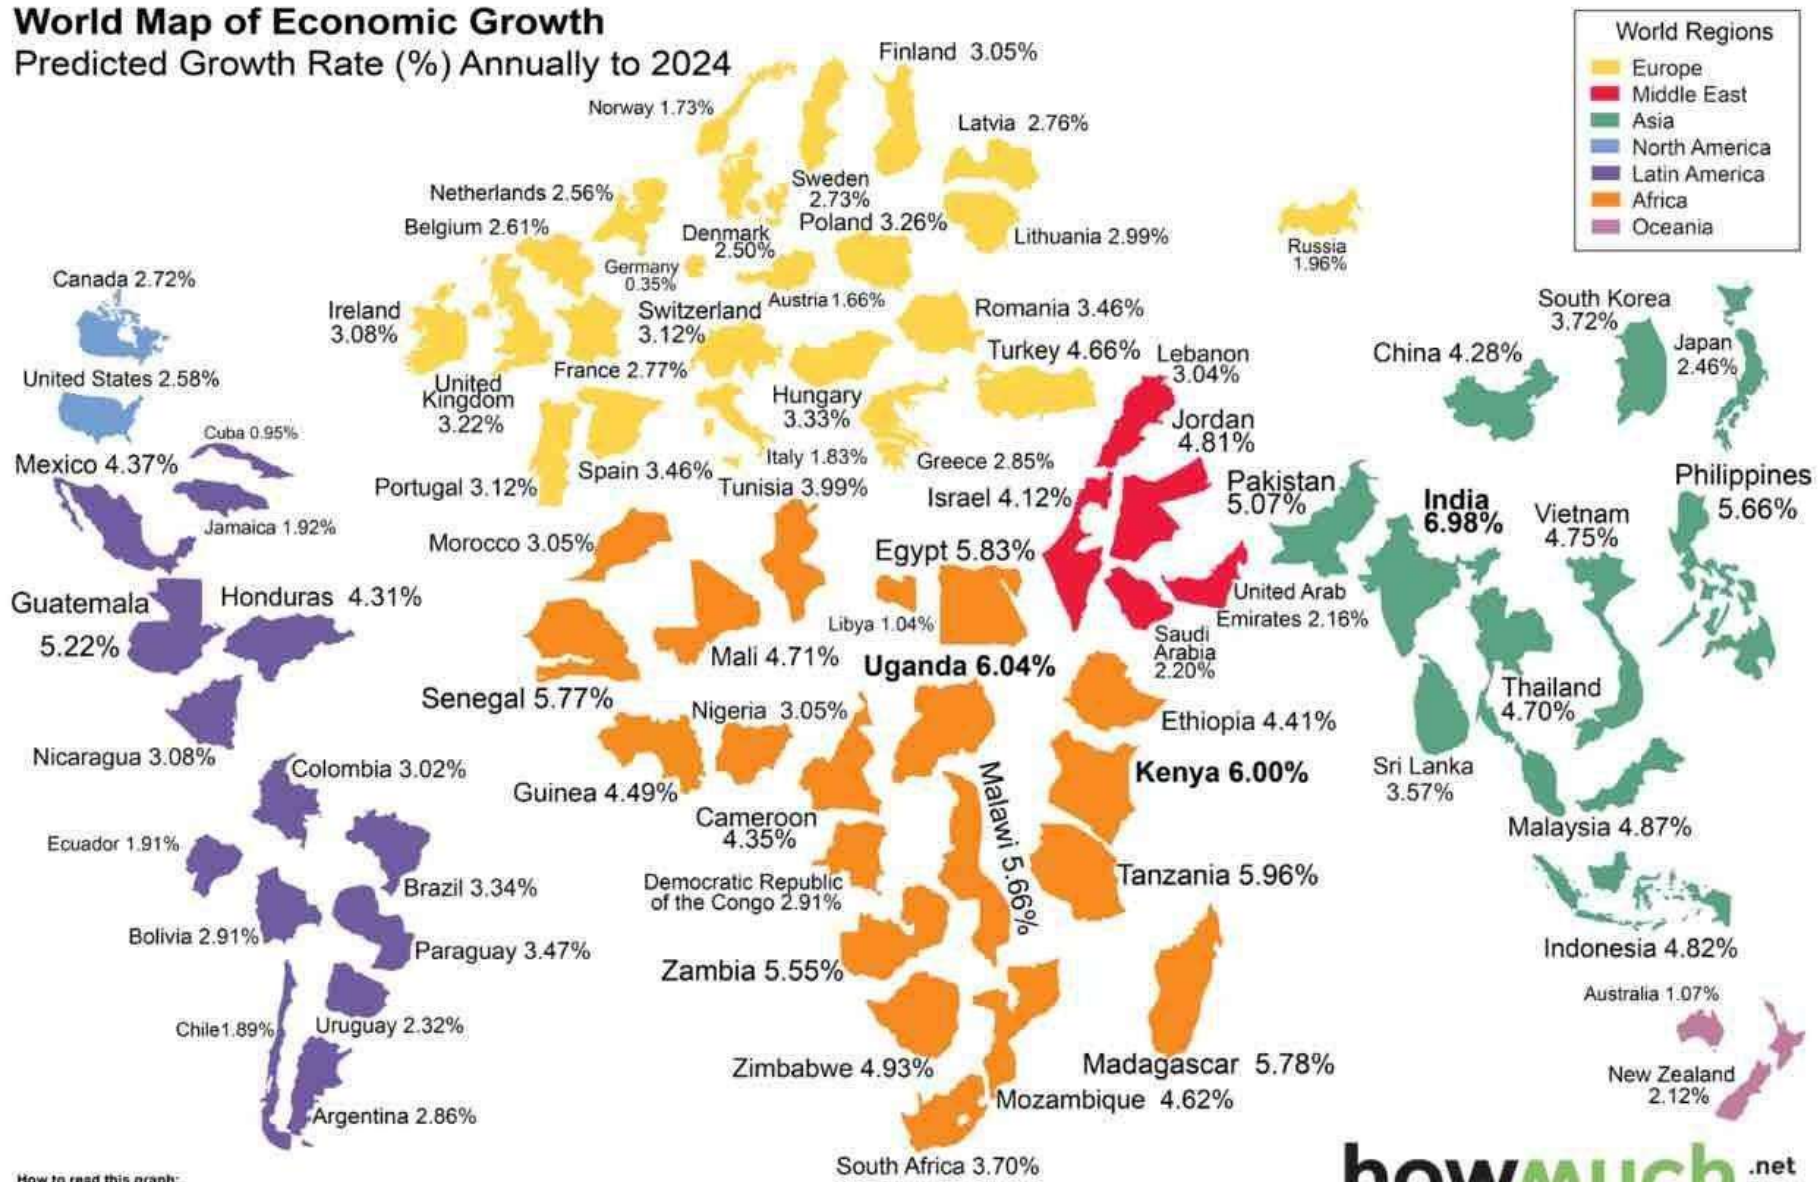 World Map of Economic Growth
Predicted Growth Rate (%) Annually to 2024
World Regions
Europe
Middle East
Asia
North America
Latin America
Africa
Oceania
Finland 3.05%
Norway 1.73%
Latvia 2.76%
Sweden
2.73%
Netherlands 2.56%
Belgium 2.61%
Denmark
2.50%
Poland 3.26%
Lithuania 2.99%
Russia
1.96%
Germany
0.35%
Austria 1.66%
Ireland
3.08%
Switzerland
3.12%
Romania 3.46%
France 2.77%
Turkey 4.66%
United
Kingdom
3.22%
Hungary
3.33%
Italy 1.83%
Greece 2.85%
Spain 3.46%
Portugal 3.12%
Canada 2.72%
United States 2.58%
Cuba 0.95%
Mexico 4.37%
Jamaica 1.92%
Guatemala
5.22%
Honduras 4.31%
Nicaragua 3.08%
Colombia 3.02%
Ecuador 1.91%
Brazil 3.34%
Bolivia 2.91%
Paraguay 3.47%
Chile1.89%
Uruguay 2.32%
Argentina 2.86%
Lebanon
3.04%
Jordan
4.81%
Israel 4.12%
United Arab
Emirates 2.16%
Saudi
Arabia
2.20%
Tunisia 3.99%
Morocco 3.05%
Egypt 5.83%
Libya 1.04%
Mali 4.71%
Uganda 6.04%
Senegal 5.77%
Nigeria 3.05%
Ethiopia 4.41%
Guinea 4.49%
Kenya 6.00%
Cameroon
4.35%
Malawi 5.66%
Democratic Republic
of the Congo 2.91%
Tanzania 5.96%
Zambia 5.55%
Zimbabwe 4.93%
Madagascar 5.78%
Mozambique 4.62%
South Africa 3.70%
South Korea
3.72%
China 4.28%
Japan
2.46%
Pakistan
5.07%
India
6.98%
Vietnam
4.75%
Philippines
5.66%
Thailand
4.70%
Sri Lanka
3.57%
Malaysia 4.87%
Indonesia 4.82%
Australia 1.07%
New Zealand
2.12%
How to read this graph:
howmuch.net